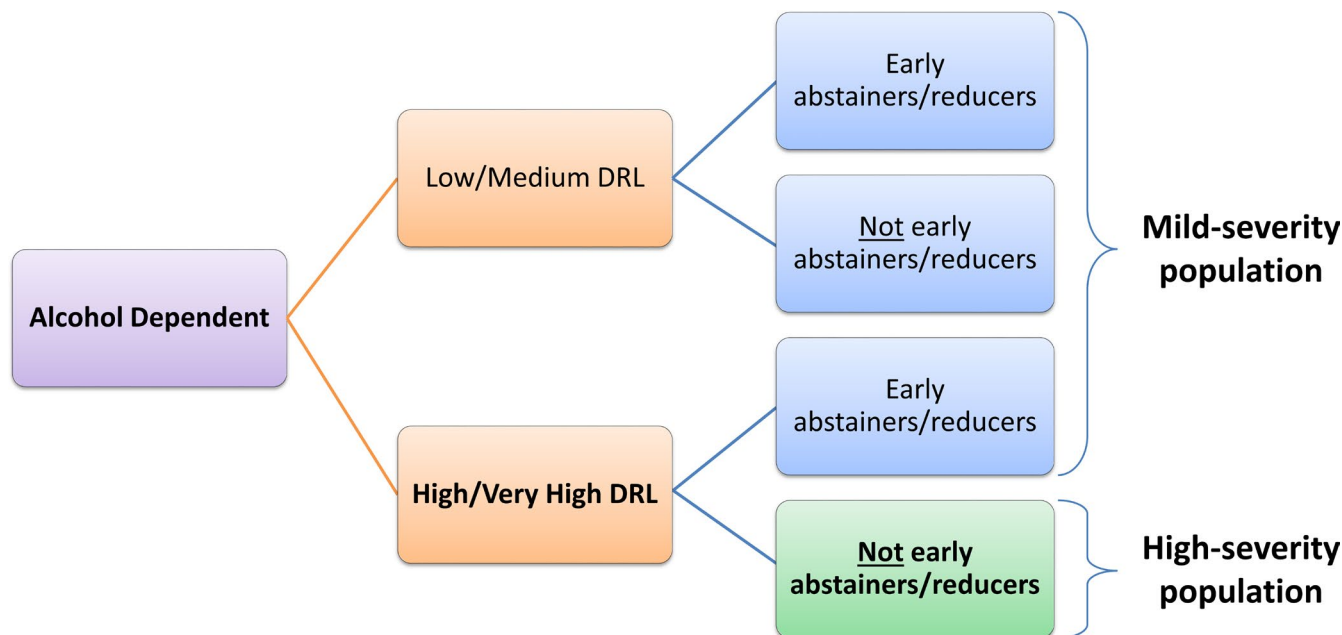 Alcohol Dependent
Low/Medium DRL
High/Very High DRL
Early
abstainers/reducers
Not early
abstainers/reducers
Early
abstainers/reducers
Not early
abstainers/reducers
Mild-severity
population
High-severity
population